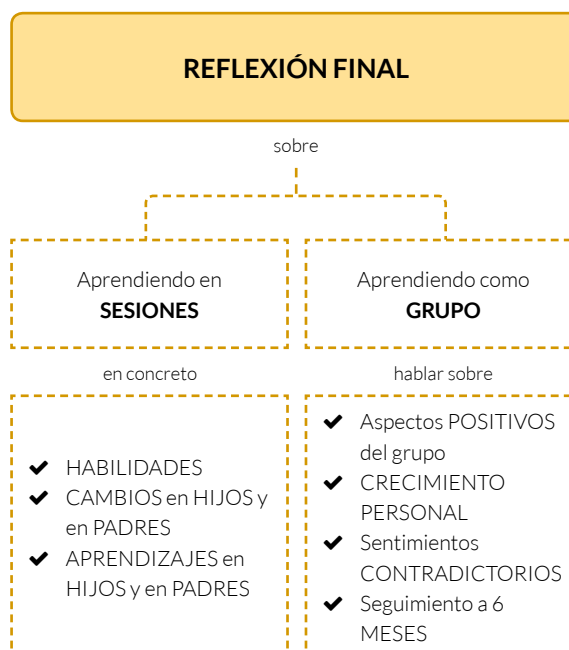 REFLEXIÓN FINAL
sobre
Aprendiendo en
SESIONES
Aprendiendo como
GRUPO
en concreto
hablar sobre
HABILIDADES
CAMBIOS en HIJOS y
en PADRES
APRENDIZAJES en
HIJOS y en PADRES
Aspectos POSITIVOS
del grupo
CRECIMIENTO
PERSONAL
Sentimientos
CONTRADICTORIOS
Seguimiento a 6
MESES